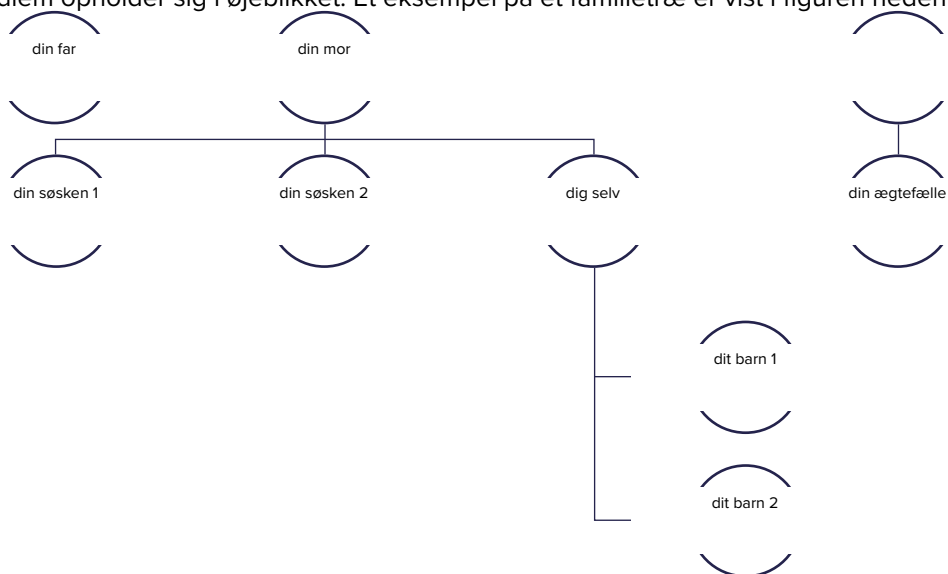 opholder sig i øjeblikket. Et eksempel på et familietræ er vist i figuren neden
din far din mor
din søsken 1 din søsken 2 dig selv din ægtefælle
dit barn 1
dit barn 2